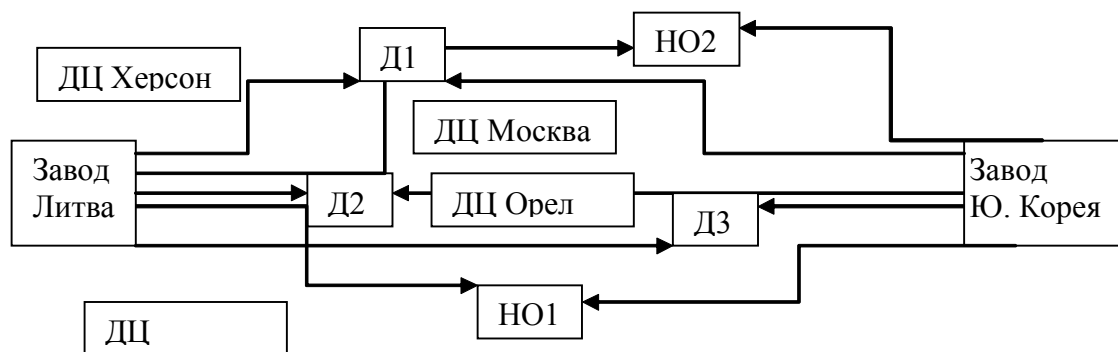 Д1
НО2
ДЦ Херсон
ДЦ Москва
Завод
Литва
Завод
Ю. Корея
Д2
ДЦ Орел
Д3
НО1
ДЦ